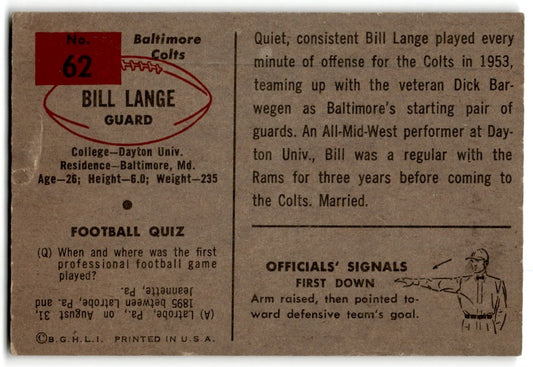 No.
62
Baltimore
Colts
BILL LANGE
GUARD
College—Dayton Univ.
Residence—Baltimore, Md.
Age—26; Height—6.0; Weight—235
FOOTBALL QUIZ
(Q) When and where was the first
professional football game
played?
(A) Latrobe, Pa., on August 31,
1895 between Latrobe, Pa. and
Jeannette, Pa.
©B.G.H.L.I. PRINTED IN U.S.A.
Quiet, consistent Bill Lange played every
minute of offense for the Colts in 1953,
teaming up with the veteran Dick Bar-
wegen as Baltimore's starting pair of
guards. An All-Mid-West performer at Day-
ton Univ., Bill was a regular with the
Rams for three years before coming to
the Colts. Married.
OFFICIALS' SIGNALS
FIRST DOWN
Arm raised, then pointed to-
ward defensive team's goal.